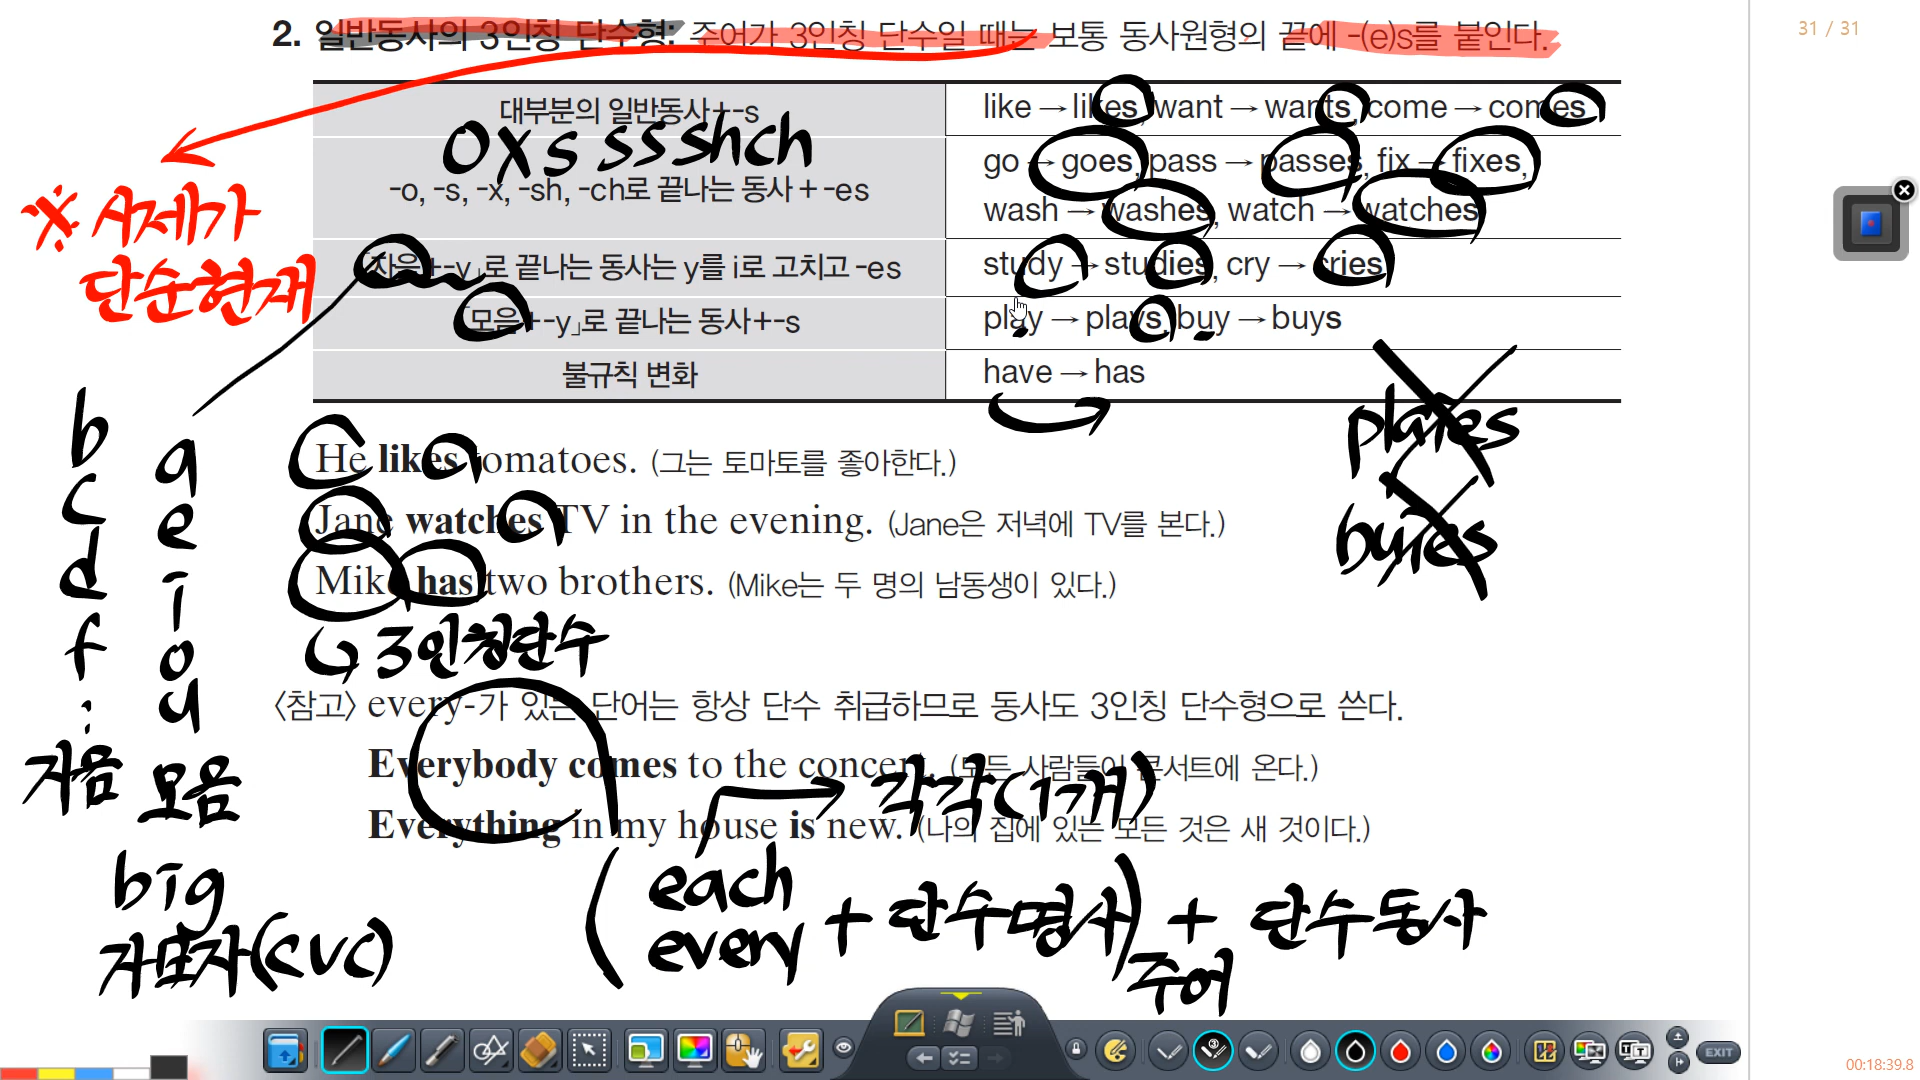 31 / 31
2. 일반동사의 3인칭 단수형: 주어가 3인칭 단수일 때는 보통 동사원형의 끝에 -(e)s를 붙인다.
대부분의 일반동사+-s
like → likes, want → wants, come → comes
o x s ss sh ch
-o, -s, -x, -sh, -ch로 끝나는 동사 + -es
go → goes, pass → passes, fix → fixes,
wash → washes, watch → watches
※ A제가
단순현재
「자음+-y」로 끝나는 동사는 y를 i로 고치고 -es
study → studies, cry → cries
「모음+-y」로 끝나는 동사+-s
play → plays, buy → buys
불규칙 변화
have → has
plaies
buies
He likes tomatoes. (그는 토마토를 좋아한다.)
Jane watches TV in the evening. (Jane은 저녁에 TV를 본다.)
Mike has two brothers. (Mike는 두 명의 남동생이 있다.)
3인칭단수
b a
c e
d i
f o
: u
자음 모음
<참고> every-가 있는 단어는 항상 단수 취급하므로 동사도 3인칭 단수형으로 쓴다.
Everybody comes to the concert. (모든 사람들이 콘서트에 온다.)
각각(1개)
Everything in my house is new. (나의 집에 있는 모든 것은 새 것이다.)
big
자모자(cvc)
(each every + 단수명사) + 단수동사
주어
EXIT
00:18:39.8